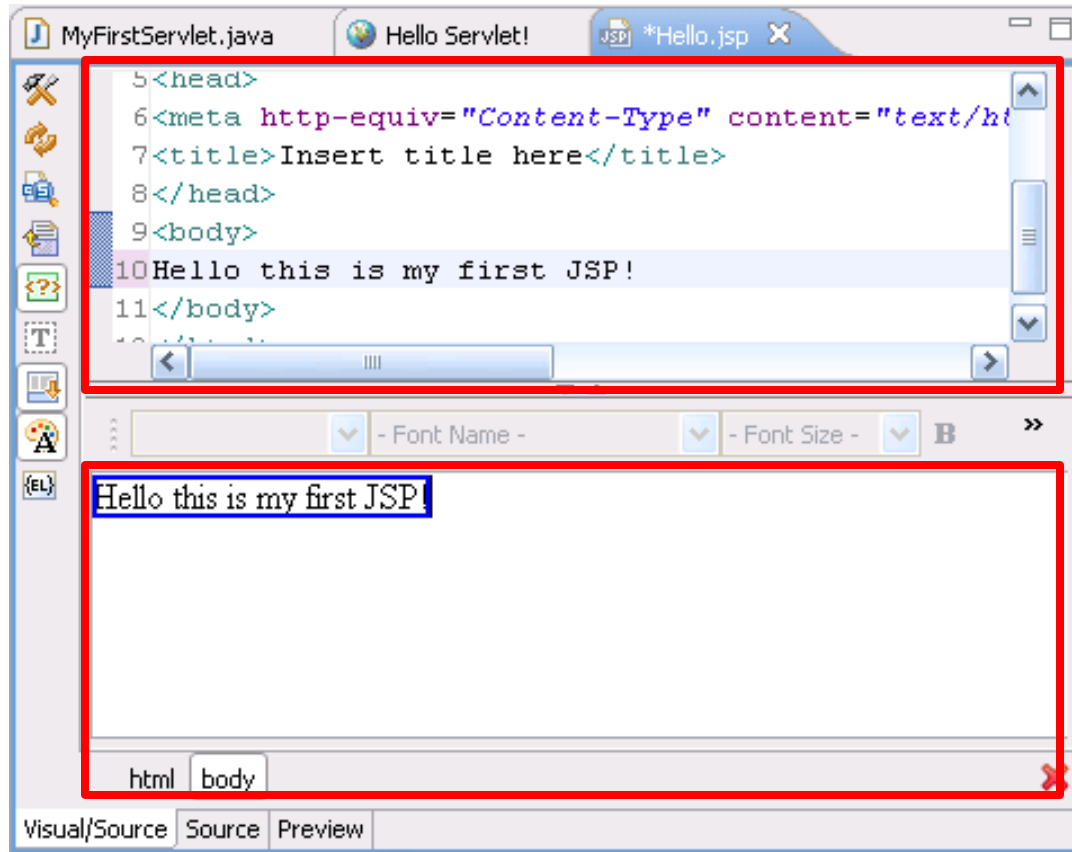 MyFirstServlet.java Hello Servlet! JSP *Hello.jsp
5<head>
6<meta http-equiv="Content-Type" content="text/ht
7<title>Insert title here</title>
8</head>
9<body>
10Hello this is my first JSP!
11</body>
- Font Name - - Font Size - B »
{EL}
Hello this is my first JSP!
html body
Visual/Source Source Preview